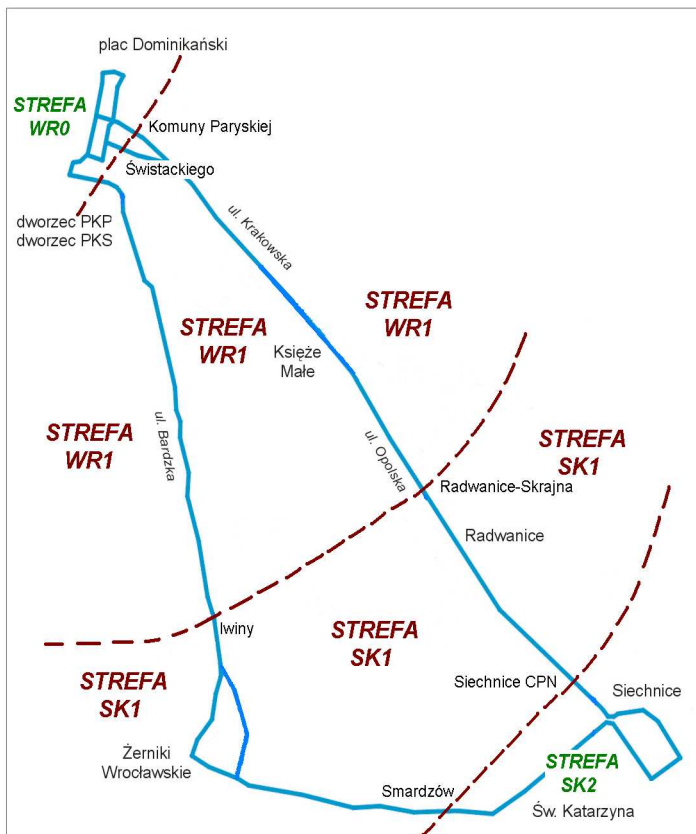 plac Dominikański
STREFA
WR0
Komuny Paryskiej
Świstackiego
dworzec PKP
dworzec PKS
ul. Krakowska
STREFA
WR1
STREFA
WR1
Księże
Małe
STREFA
WR1
ul. Bardzka
ul. Opolska
STREFA
SK1
Radwanice-Skrajna
Radwanice
Iwiny
STREFA
SK1
STREFA
SK1
Siechnice CPN
Siechnice
Żerniki
Wrocławskie
STREFA
SK2
Smardzów
Św. Katarzyna